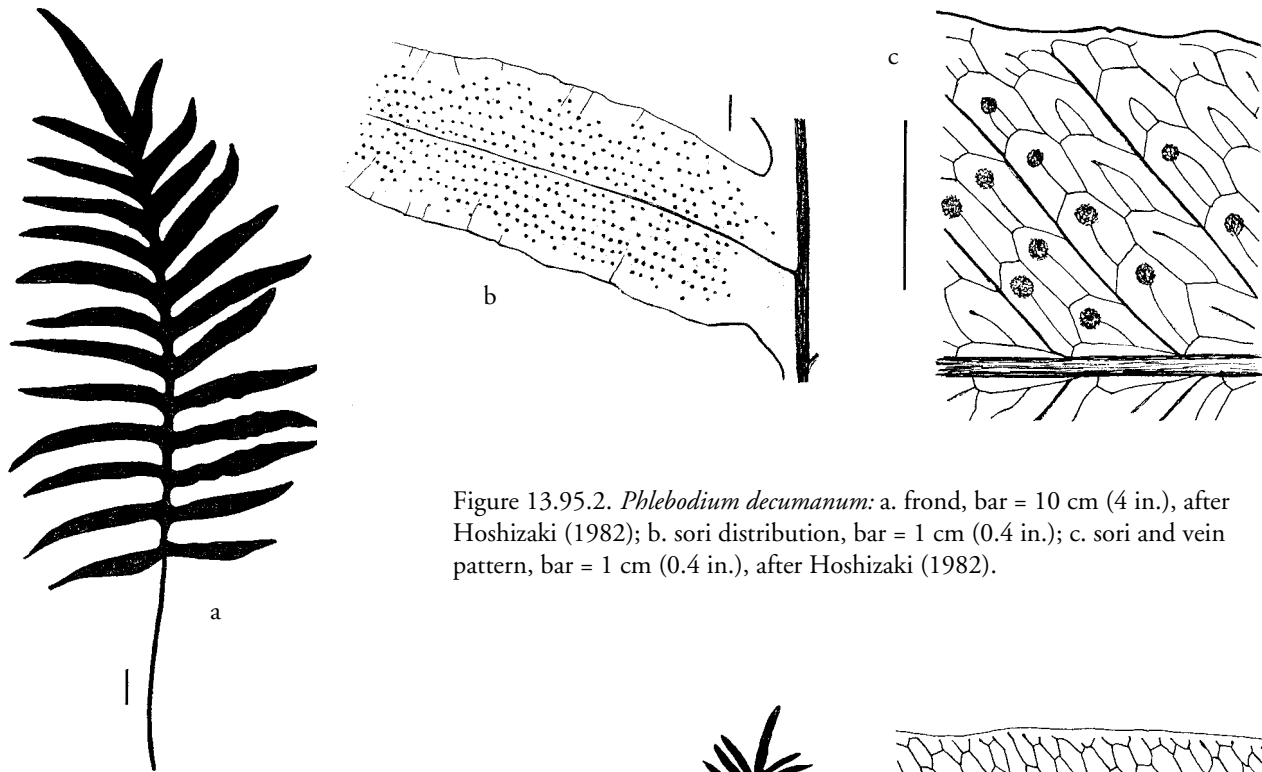 c
b
Figure 13.95.2. Phlebodium decumanum: a. frond, bar = 10 cm (4 in.), after
Hoshizaki (1982); b. sori distribution, bar = 1 cm (0.4 in.); c. sori and vein
pattern, bar = 1 cm (0.4 in.), after Hoshizaki (1982).
a